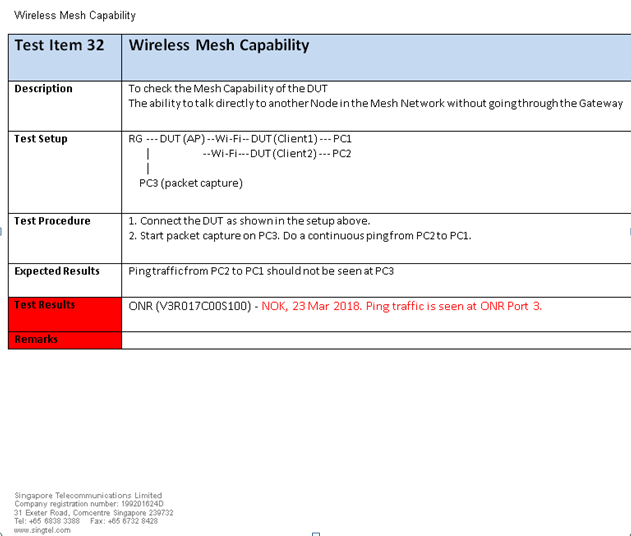 Wireless Mesh Capability
Test Item 32
Wireless Mesh Capability
Description
To check the Mesh Capability of the DUT
The ability to talk directly to another Node in the Mesh Network without going through the Gateway
Test Setup
RG --- DUT (AP) --Wi-Fi-- DUT (Client1) --- PC1
| --Wi-Fi--- DUT (Client2) --- PC2
|
PC3 (packet capture)
Test Procedure
1. Connect the DUT as shown in the setup above.
2. Start packet capture on PC3. Do a continuous ping from PC2 to PC1.
Expected Results
Ping traffic from PC2 to PC1 should not be seen at PC3
Test Results
ONR (V3R017C00S100) - NOK, 23 Mar 2018. Ping traffic is seen at ONR Port 3.
Remarks
Singapore Telecommunications Limited
Company registration number: 199201624D
31 Exeter Road, Comcentre Singapore 239732
Tel: +65 6838 3388 Fax: +65 6732 8428
www.singtel.com